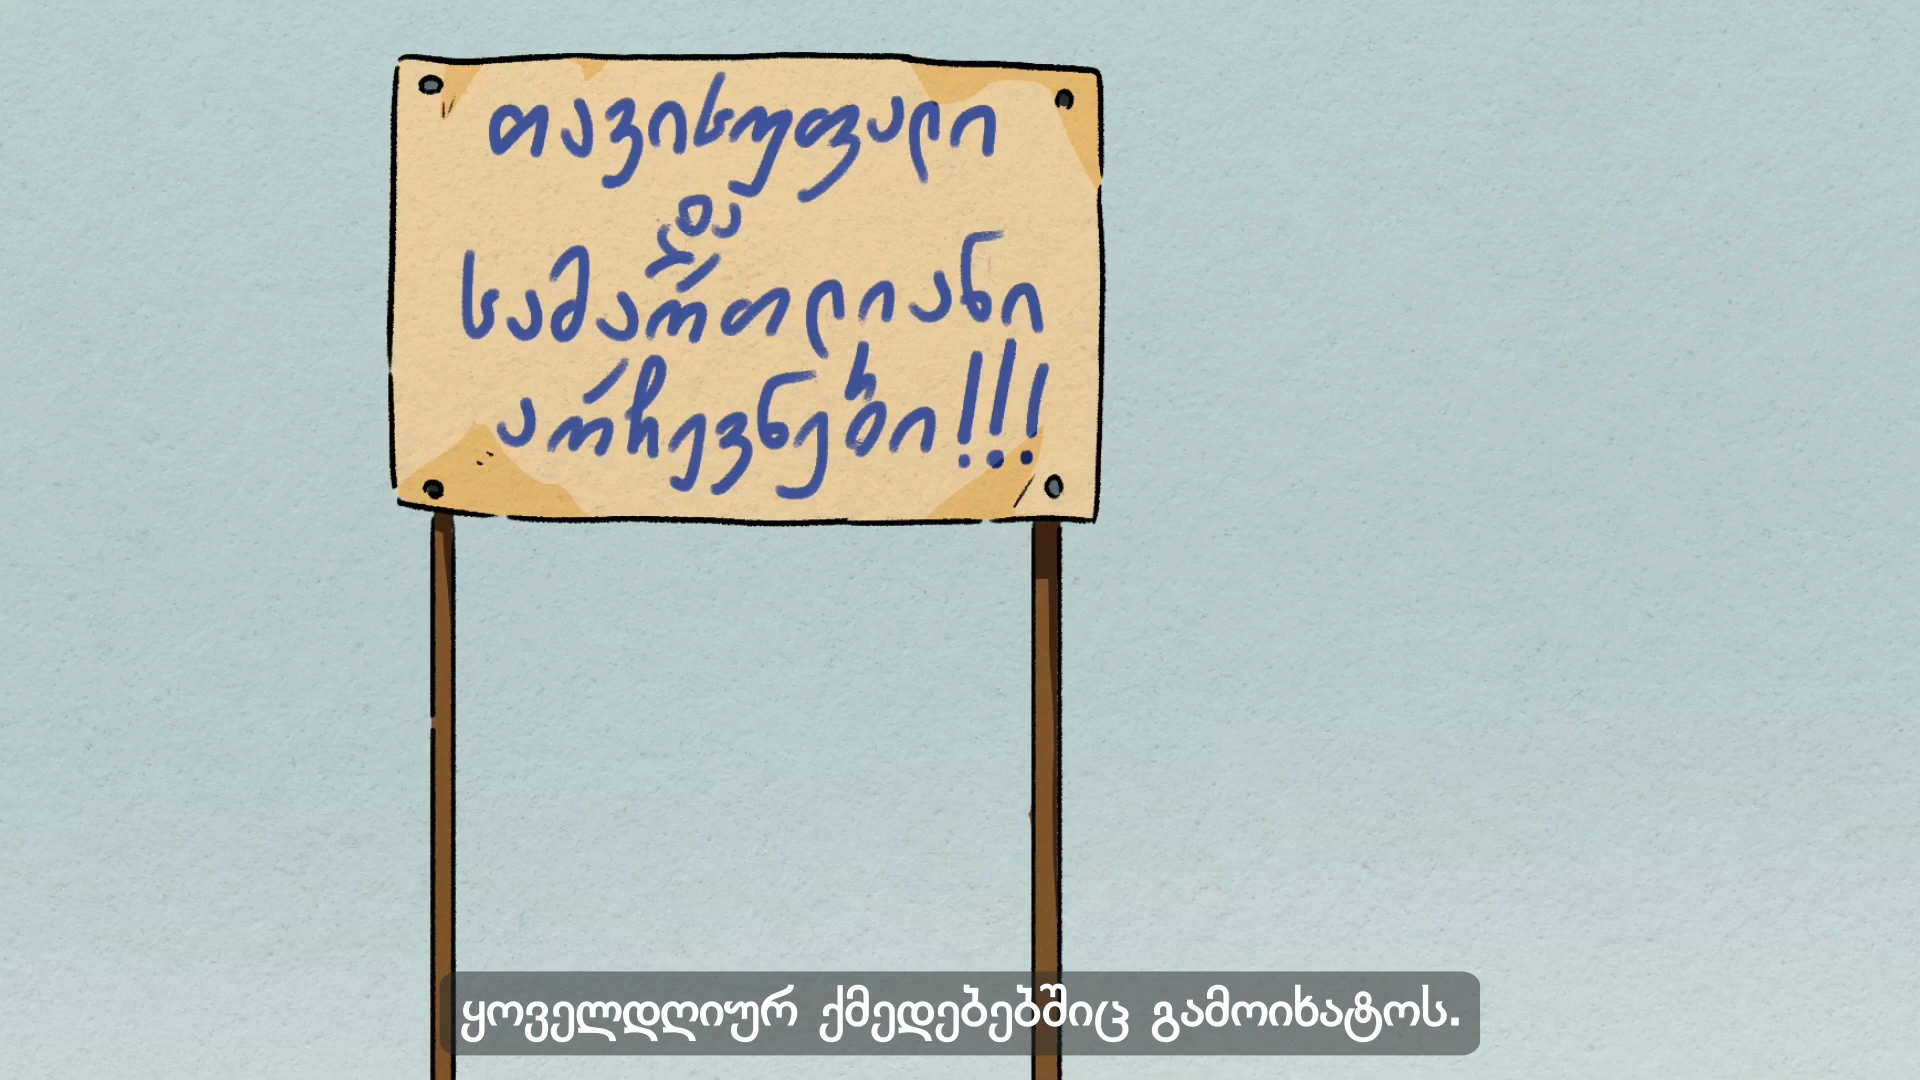 თავისუფალი
და
სამართლიანი
არჩევნები!!!
ყოველდღიურ ქმედებებშიც გამოიხატოს.